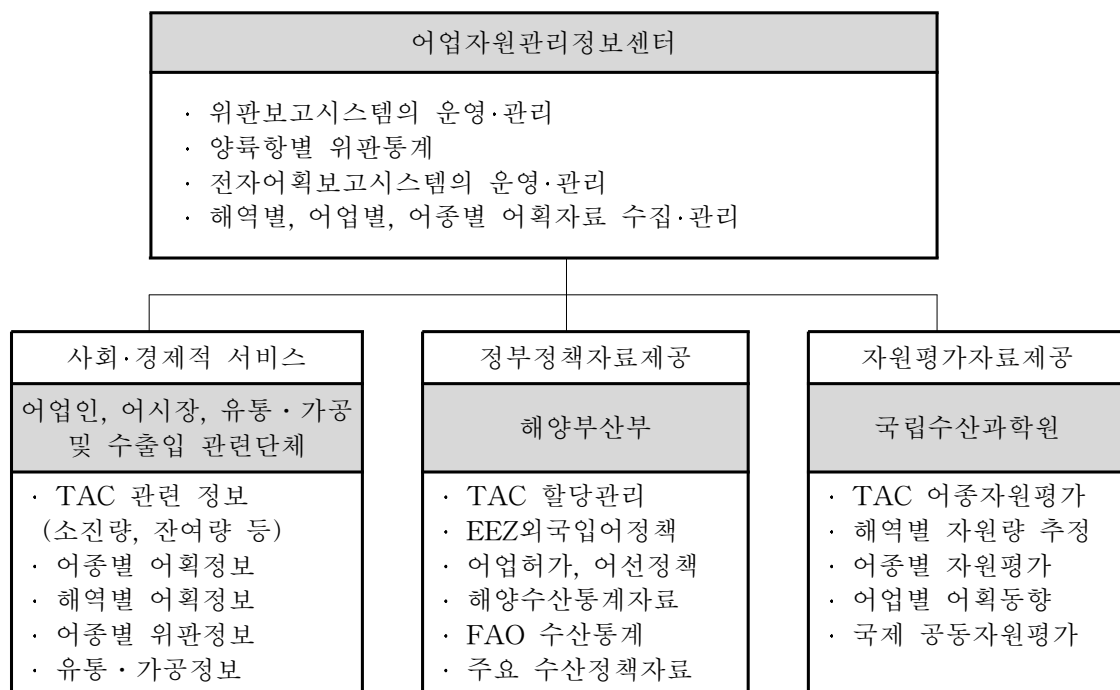 어업자원관리정보센터
· 위판보고시스템의 운영·관리
· 양륙항별 위판통계
· 전자어획보고시스템의 운영·관리
· 해역별, 어업별, 어종별 어획자료 수집·관리
사회·경제적 서비스
어업인, 어시장, 유통·가공
및 수출입 관련단체
· TAC 관련 정보
(소진량, 잔여량 등)
· 어종별 어획정보
· 해역별 어획정보
· 어종별 위판정보
· 유통·가공정보
정부정책자료제공
해양부산부
· TAC 할당관리
· EEZ외국입어정책
· 어업허가, 어선정책
· 해양수산통계자료
· FAO 수산통계
· 주요 수산정책자료
자원평가자료제공
국립수산과학원
· TAC 어종자원평가
· 해역별 자원량 추정
· 어종별 자원평가
· 어업별 어획동향
· 국제 공동자원평가